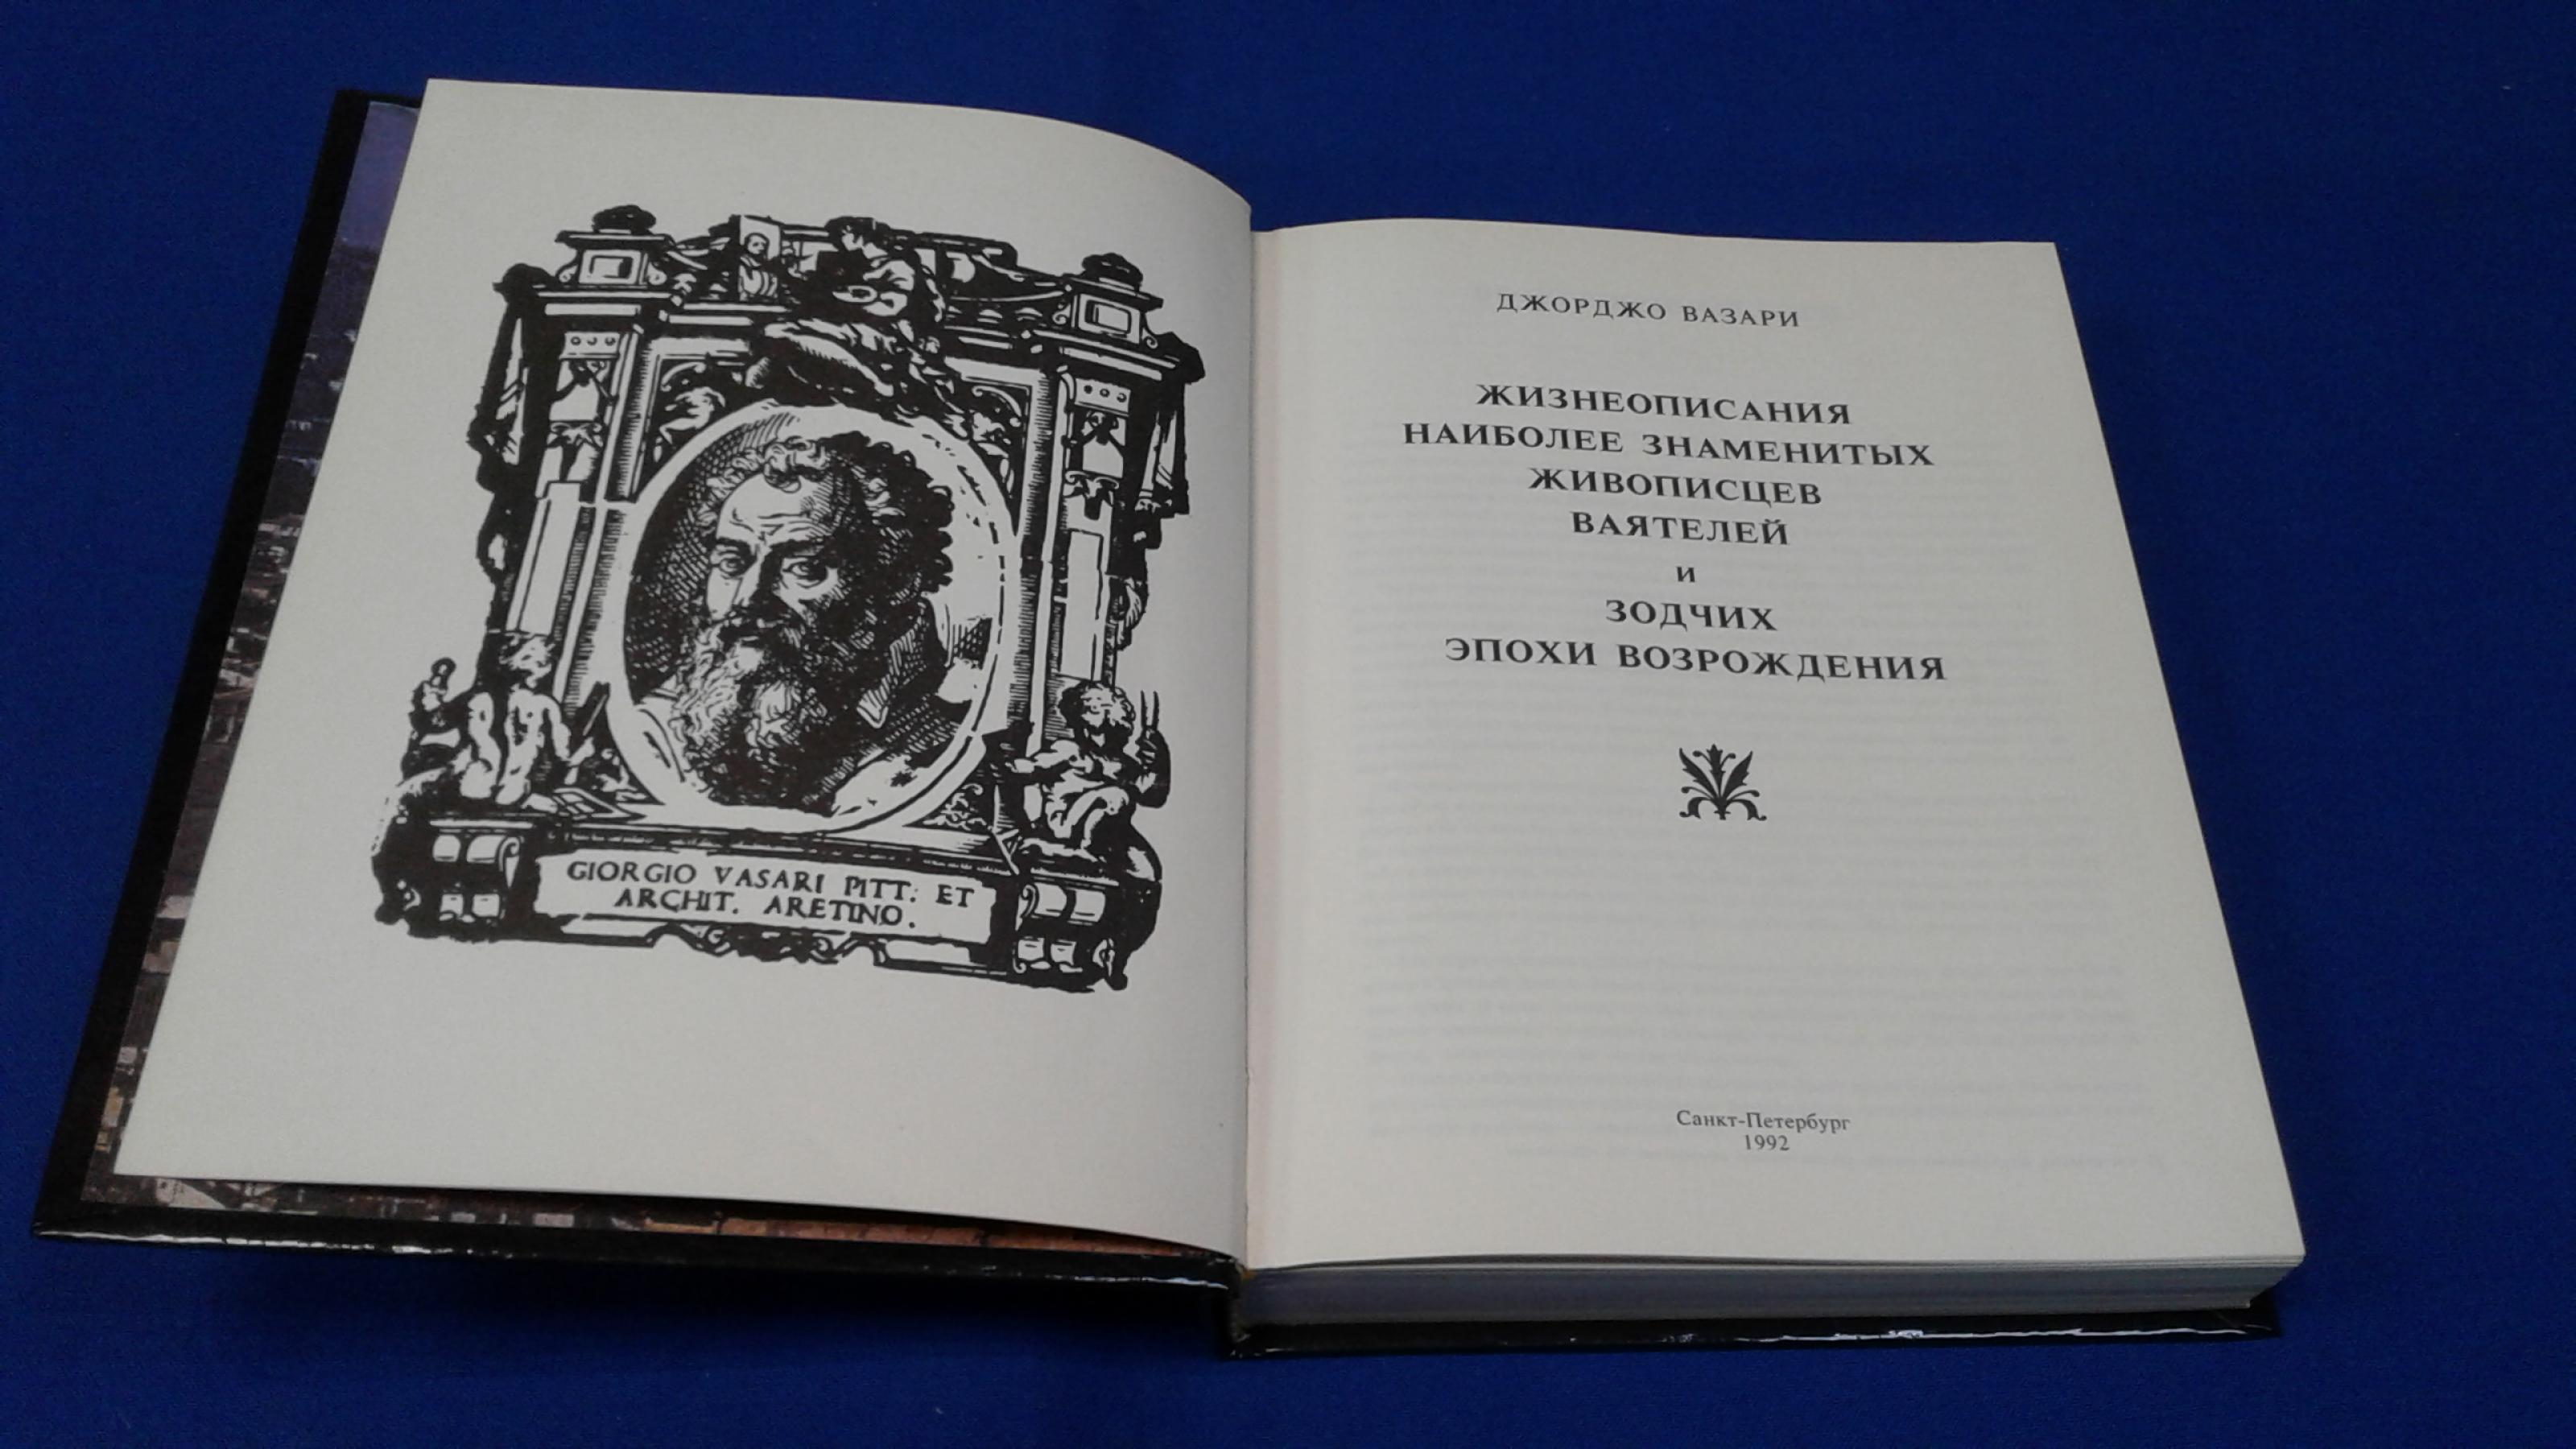 GIORGIO VASARI PITT: ET
ARCHIT. ARETINO.
ДЖОРДЖО ВАЗАРИ
ЖИЗНЕОПИСАНИЯ
НАИБОЛЕЕ ЗНАМЕНИТЫХ
ЖИВОПИСЦЕВ
ВАЯТЕЛЕЙ
И
ЗОДЧИХ
ЭПОХИ ВОЗРОЖДЕНИЯ
Санкт-Петербург
1992